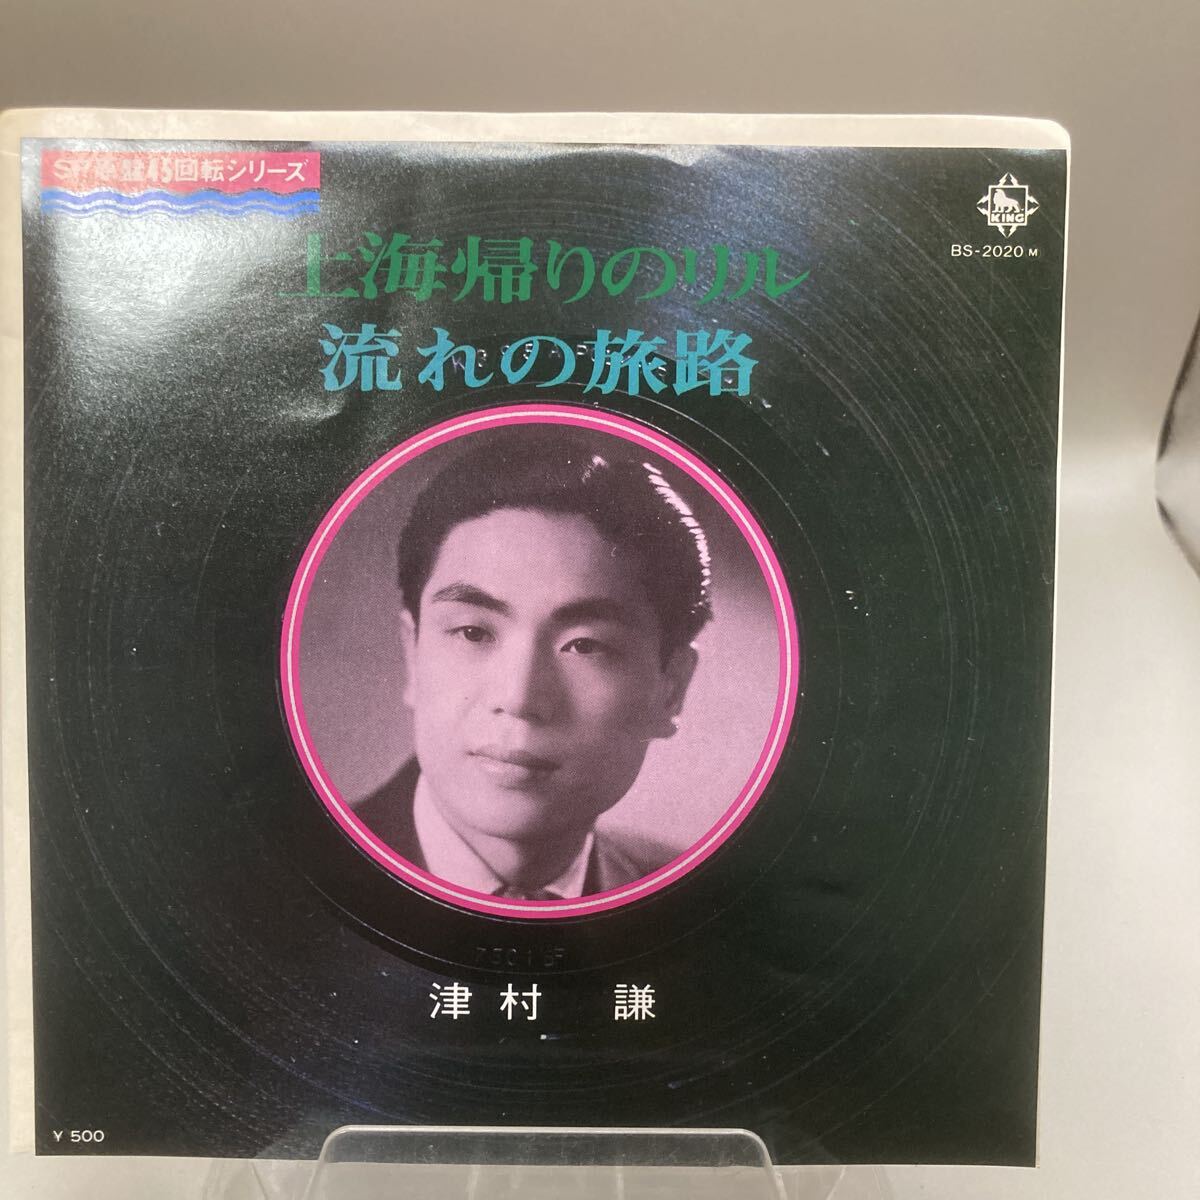 SP原盤45回転シリーズ
KING
BS-2020 M
上海帰りのリル
流れの旅路
津村 謙
¥ 500